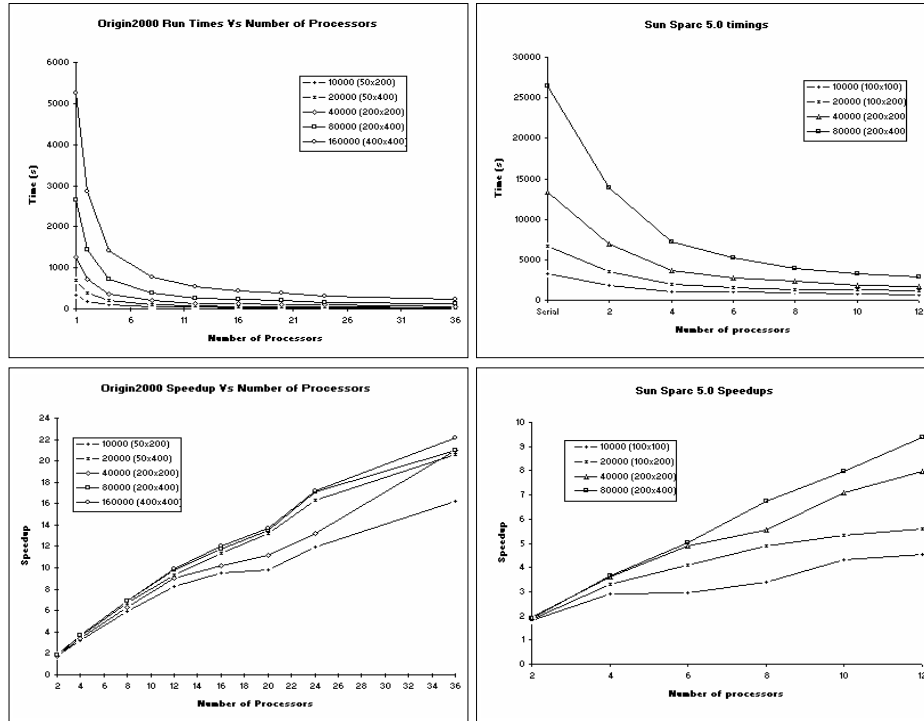 Origin2000 Run Times Vs Number of Processors
6000
5000
4000
3000
2000
1000
0
Time (s)
10000 (50x200)
20000 (50x400)
40000 (200x200)
80000 (200x400)
160000 (400x400)
1 6 11 16 21 26 31 36
Number of Processors
Sun Sparc 5.0 timings
30000
25000
20000
15000
10000
5000
0
Time (s)
10000 (100x100)
20000 (100x200)
40000 (200x200)
80000 (200x400)
Serial 2 4 6 8 10 12
Number of processors
Origin2000 Speedup Vs Number of Processors
24
22
20
18
16
14
12
10
8
6
4
2
0
Speedup
10000 (50x200)
20000 (50x400)
40000 (200x200)
80000 (200x400)
160000 (400x400)
2 4 6 8 10 12 14 16 18 20 22 24 26 28 30 32 34 36
Number of Processors
Sun Sparc 5.0 Speedups
10
9
8
7
6
5
4
3
2
1
0
Speedup
10000 (100x100)
20000 (100x200)
40000 (200x200)
80000 (200x400)
2 4 6 8 10 12
Number of processors